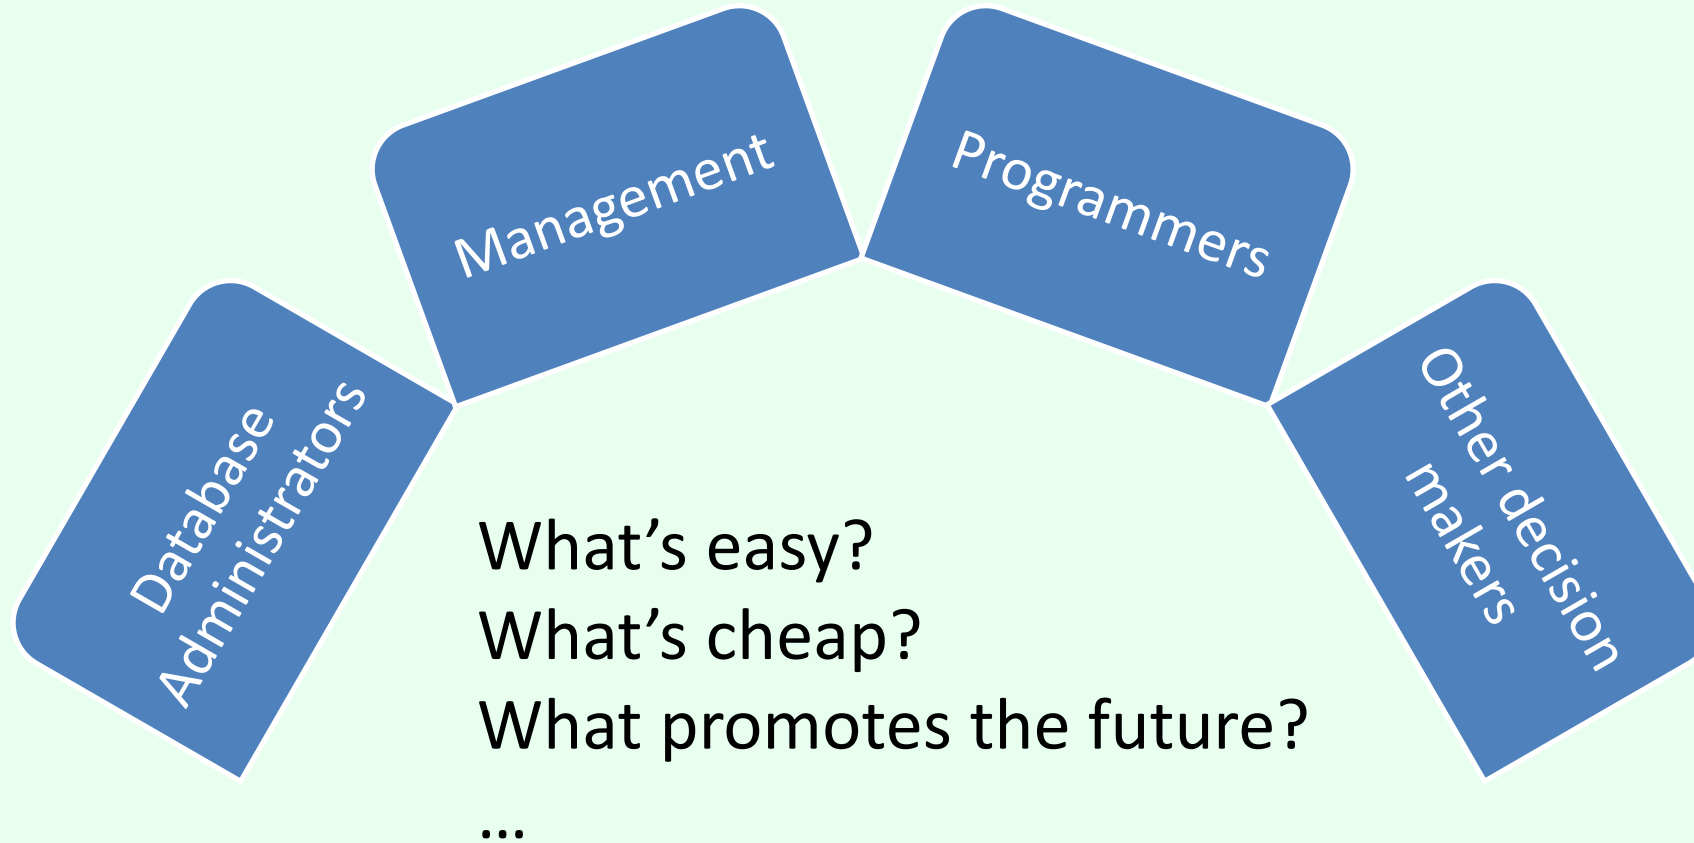 Database
Administrators
Management
Programmers
Other decision
makers
What’s easy?
What’s cheap?
What promotes the future?
…